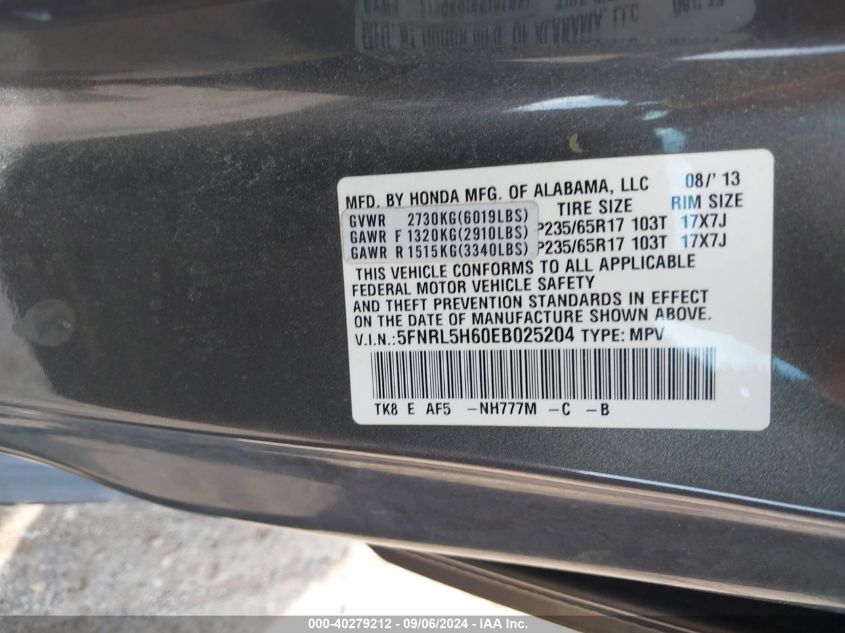 MFD. BY HONDA MFG. OF ALABAMA, LLC 08/' 13
TIRE SIZE RIM SIZE
GVWR 2730KG(6019LBS)
GAWR F 1320KG(2910LBS) P235/65R17 103T 17X7J
GAWR R 1515KG(3340LBS) P235/65R17 103T 17X7J
THIS VEHICLE CONFORMS TO ALL APPLICABLE
FEDERAL MOTOR VEHICLE SAFETY
AND THEFT PREVENTION STANDARDS IN EFFECT
ON THE DATE OF MANUFACTURE SHOWN ABOVE.
V.I.N.: 5FNRL5H60EB025204 TYPE: MPV
TK8 E AF5 -NH777M -C -B
000-40279212 - 09/06/2024 - IAAI - Copyright IAA, Inc.